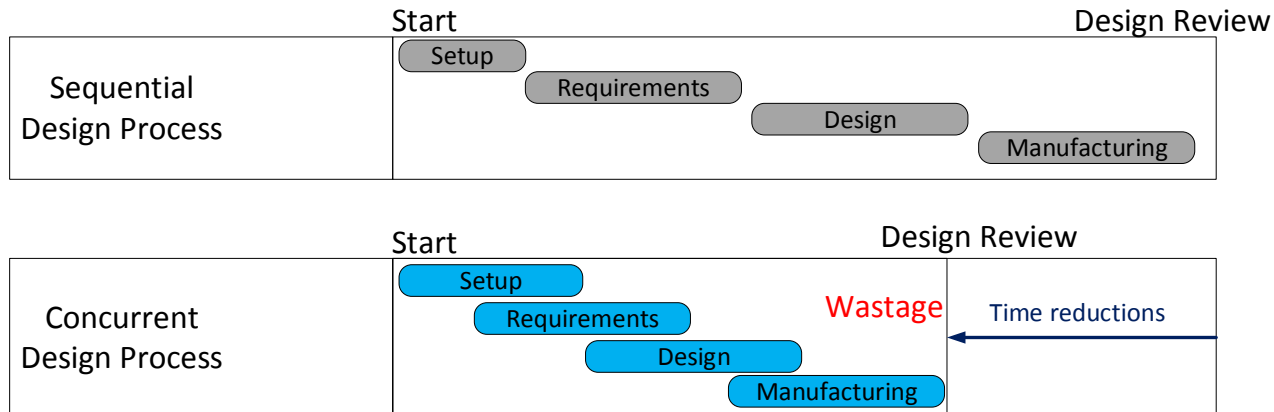 Start
Design Review
Sequential
Design Process
Setup
Requirements
Design
Manufacturing
Start
Design Review
Concurrent
Design Process
Setup
Requirements
Design
Manufacturing
Wastage
Time reductions